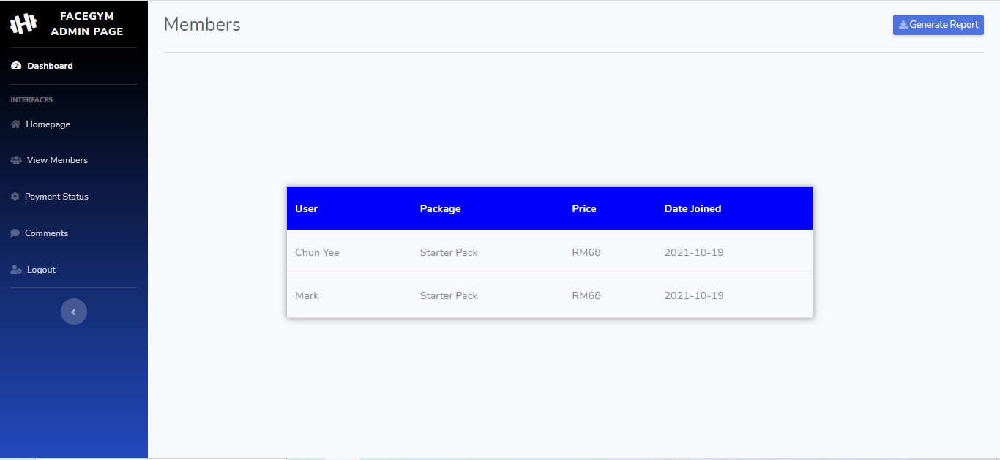 FACEGYM
ADMIN PAGE
Dashboard
INTERFACES
Homepage
View Members
Payment Status
Comments
Logout
Members
Generate Report
User Package Price Date Joined
Chun Yee Starter Pack RM68 2021-10-19
Mark Starter Pack RM68 2021-10-19